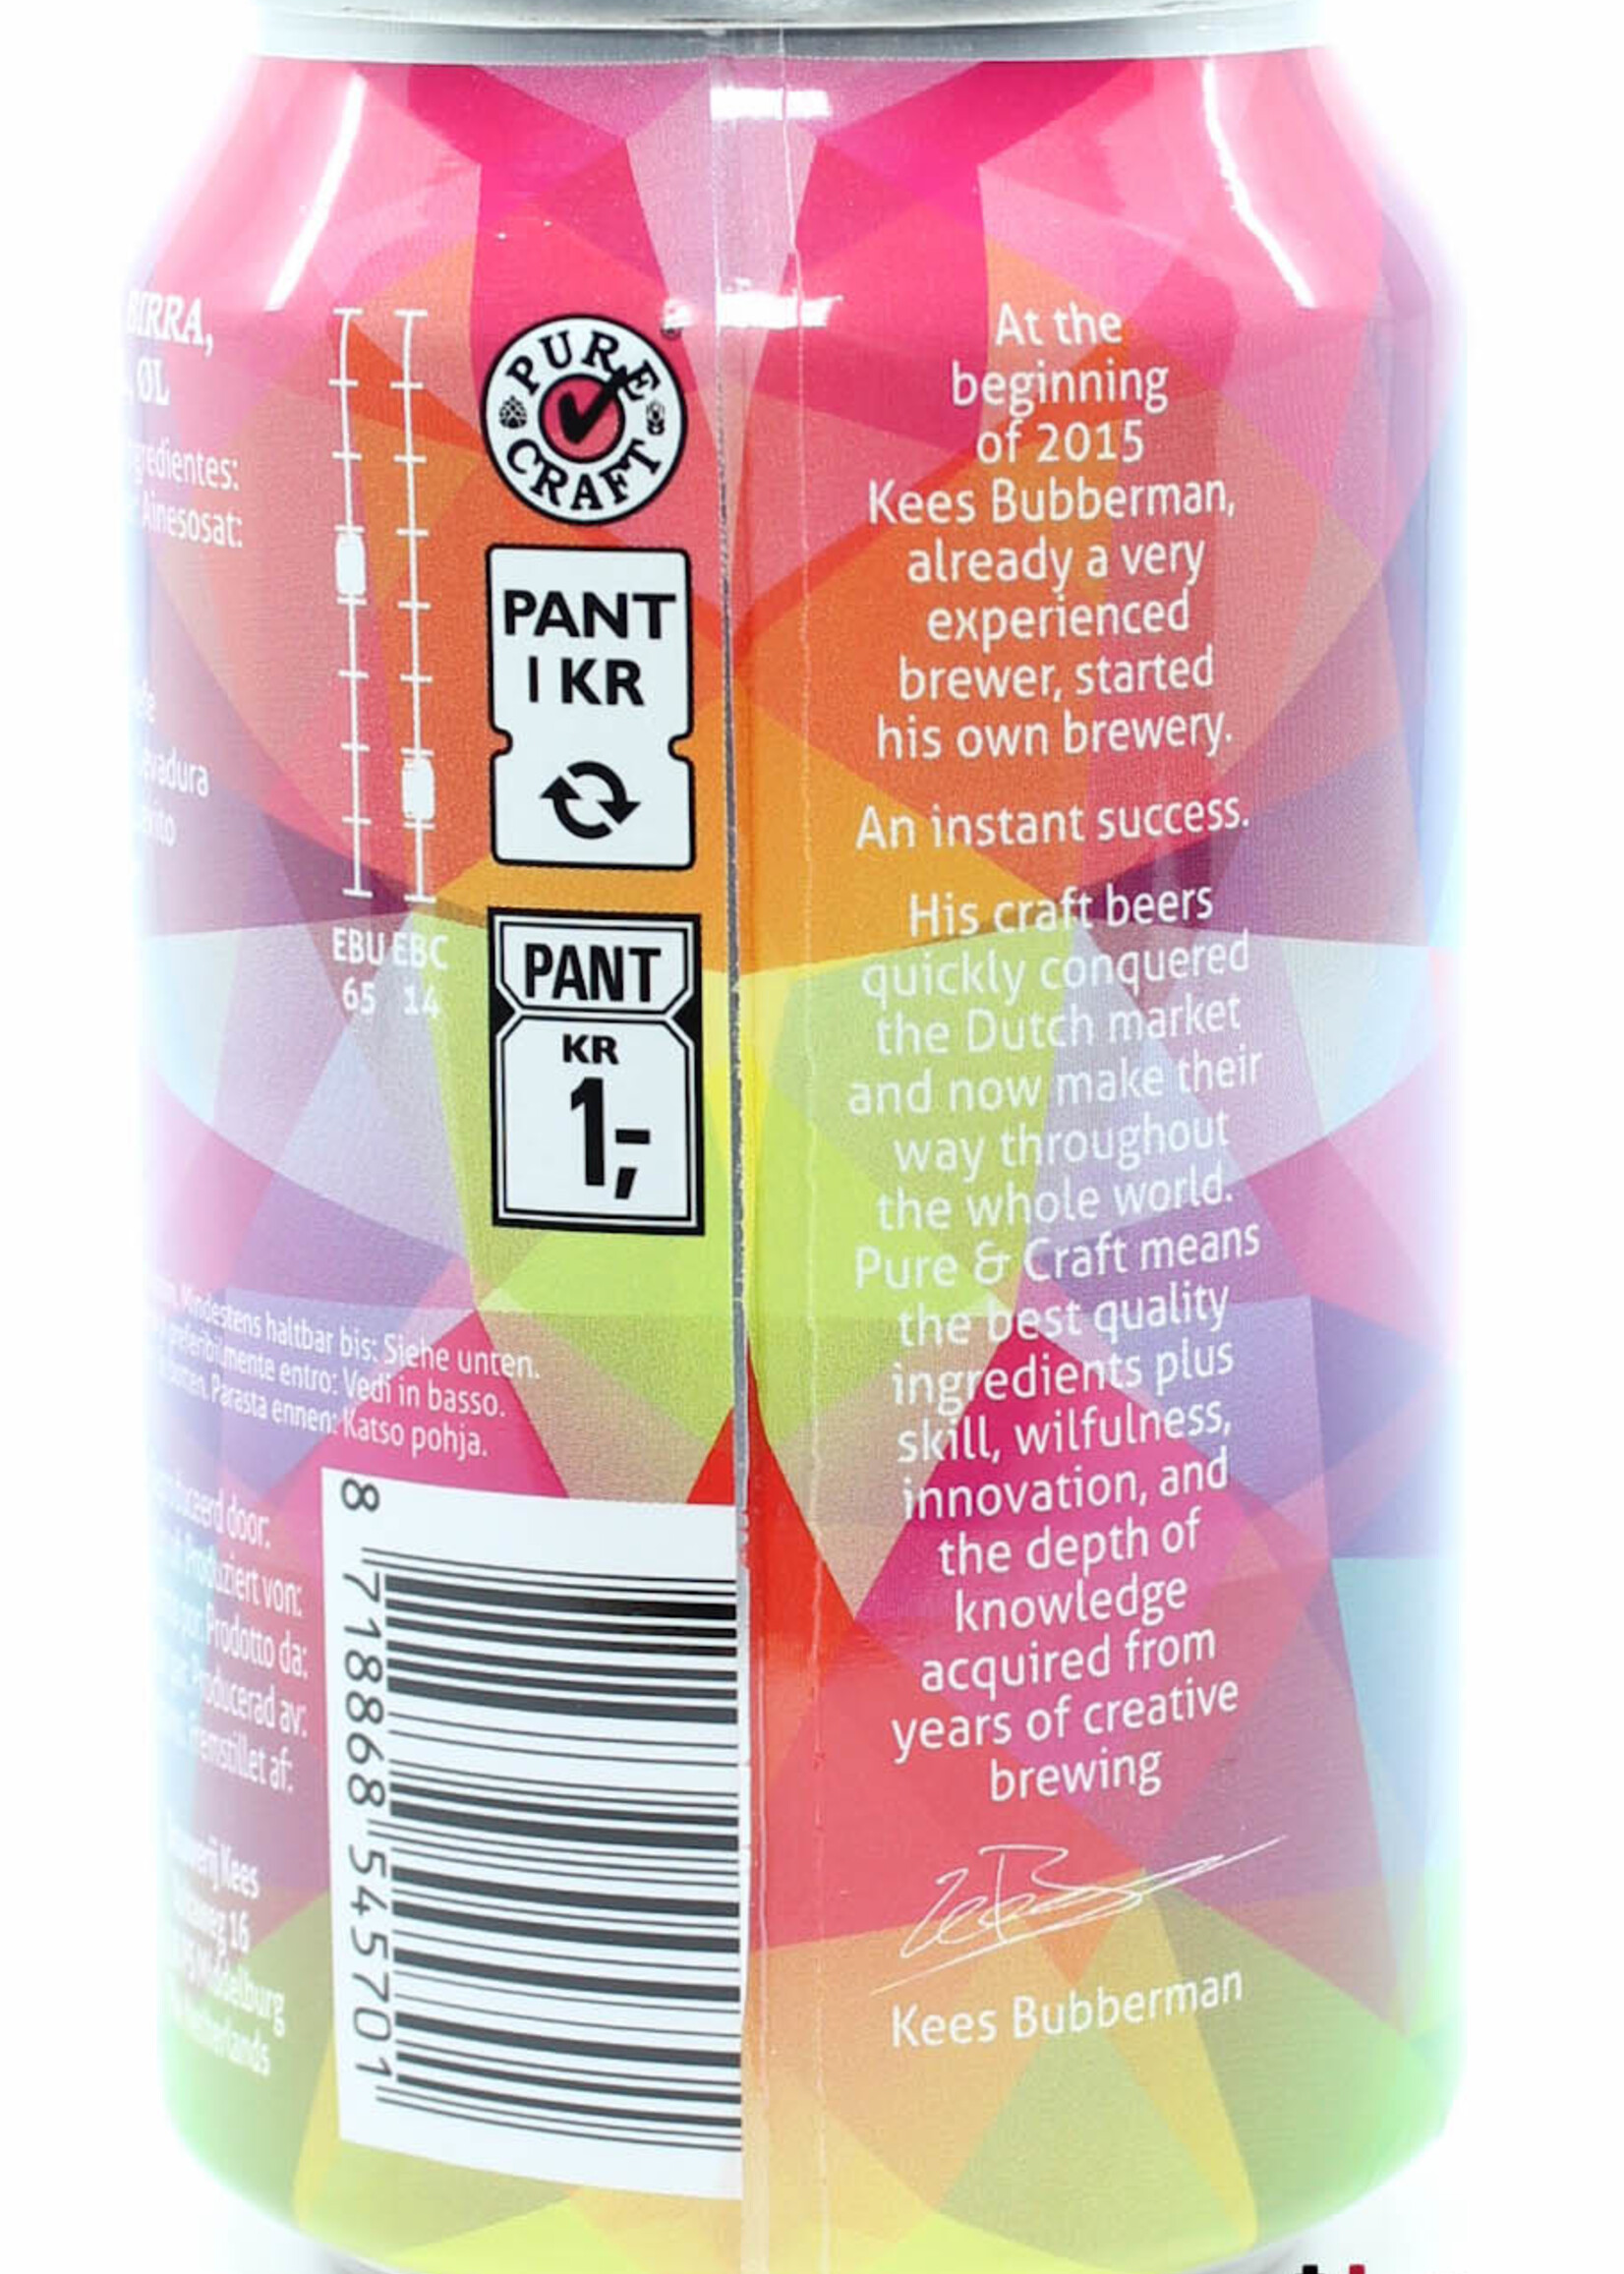 BIRRA,
ØL
Ainesosat:
EBU EBC
65 14
PURE
CRAFT
PANT
1 KR
PANT
KR
1,-
Mindestens haltbar bis: Siehe unten.
preferibilmente entro: Vedi in basso.
Parasta ennen: Katso pohja.
door:
Produziert von:
por: Prodotto da:
Producerad av:
Fremstillet af:
Kees
16
Middelburg
Netherlands
8 718868 545701
At the
beginning
of 2015
Kees Bubberman,
already a very
experienced
brewer, started
his own brewery.
An instant success.
His craft beers
quickly conquered
the Dutch market
and now make their
way throughout
the whole world.
Pure & Craft means
the best quality
ingredients plus
skill, wilfulness,
innovation, and
the depth of
knowledge
acquired from
years of creative
brewing
Kees Bubberman